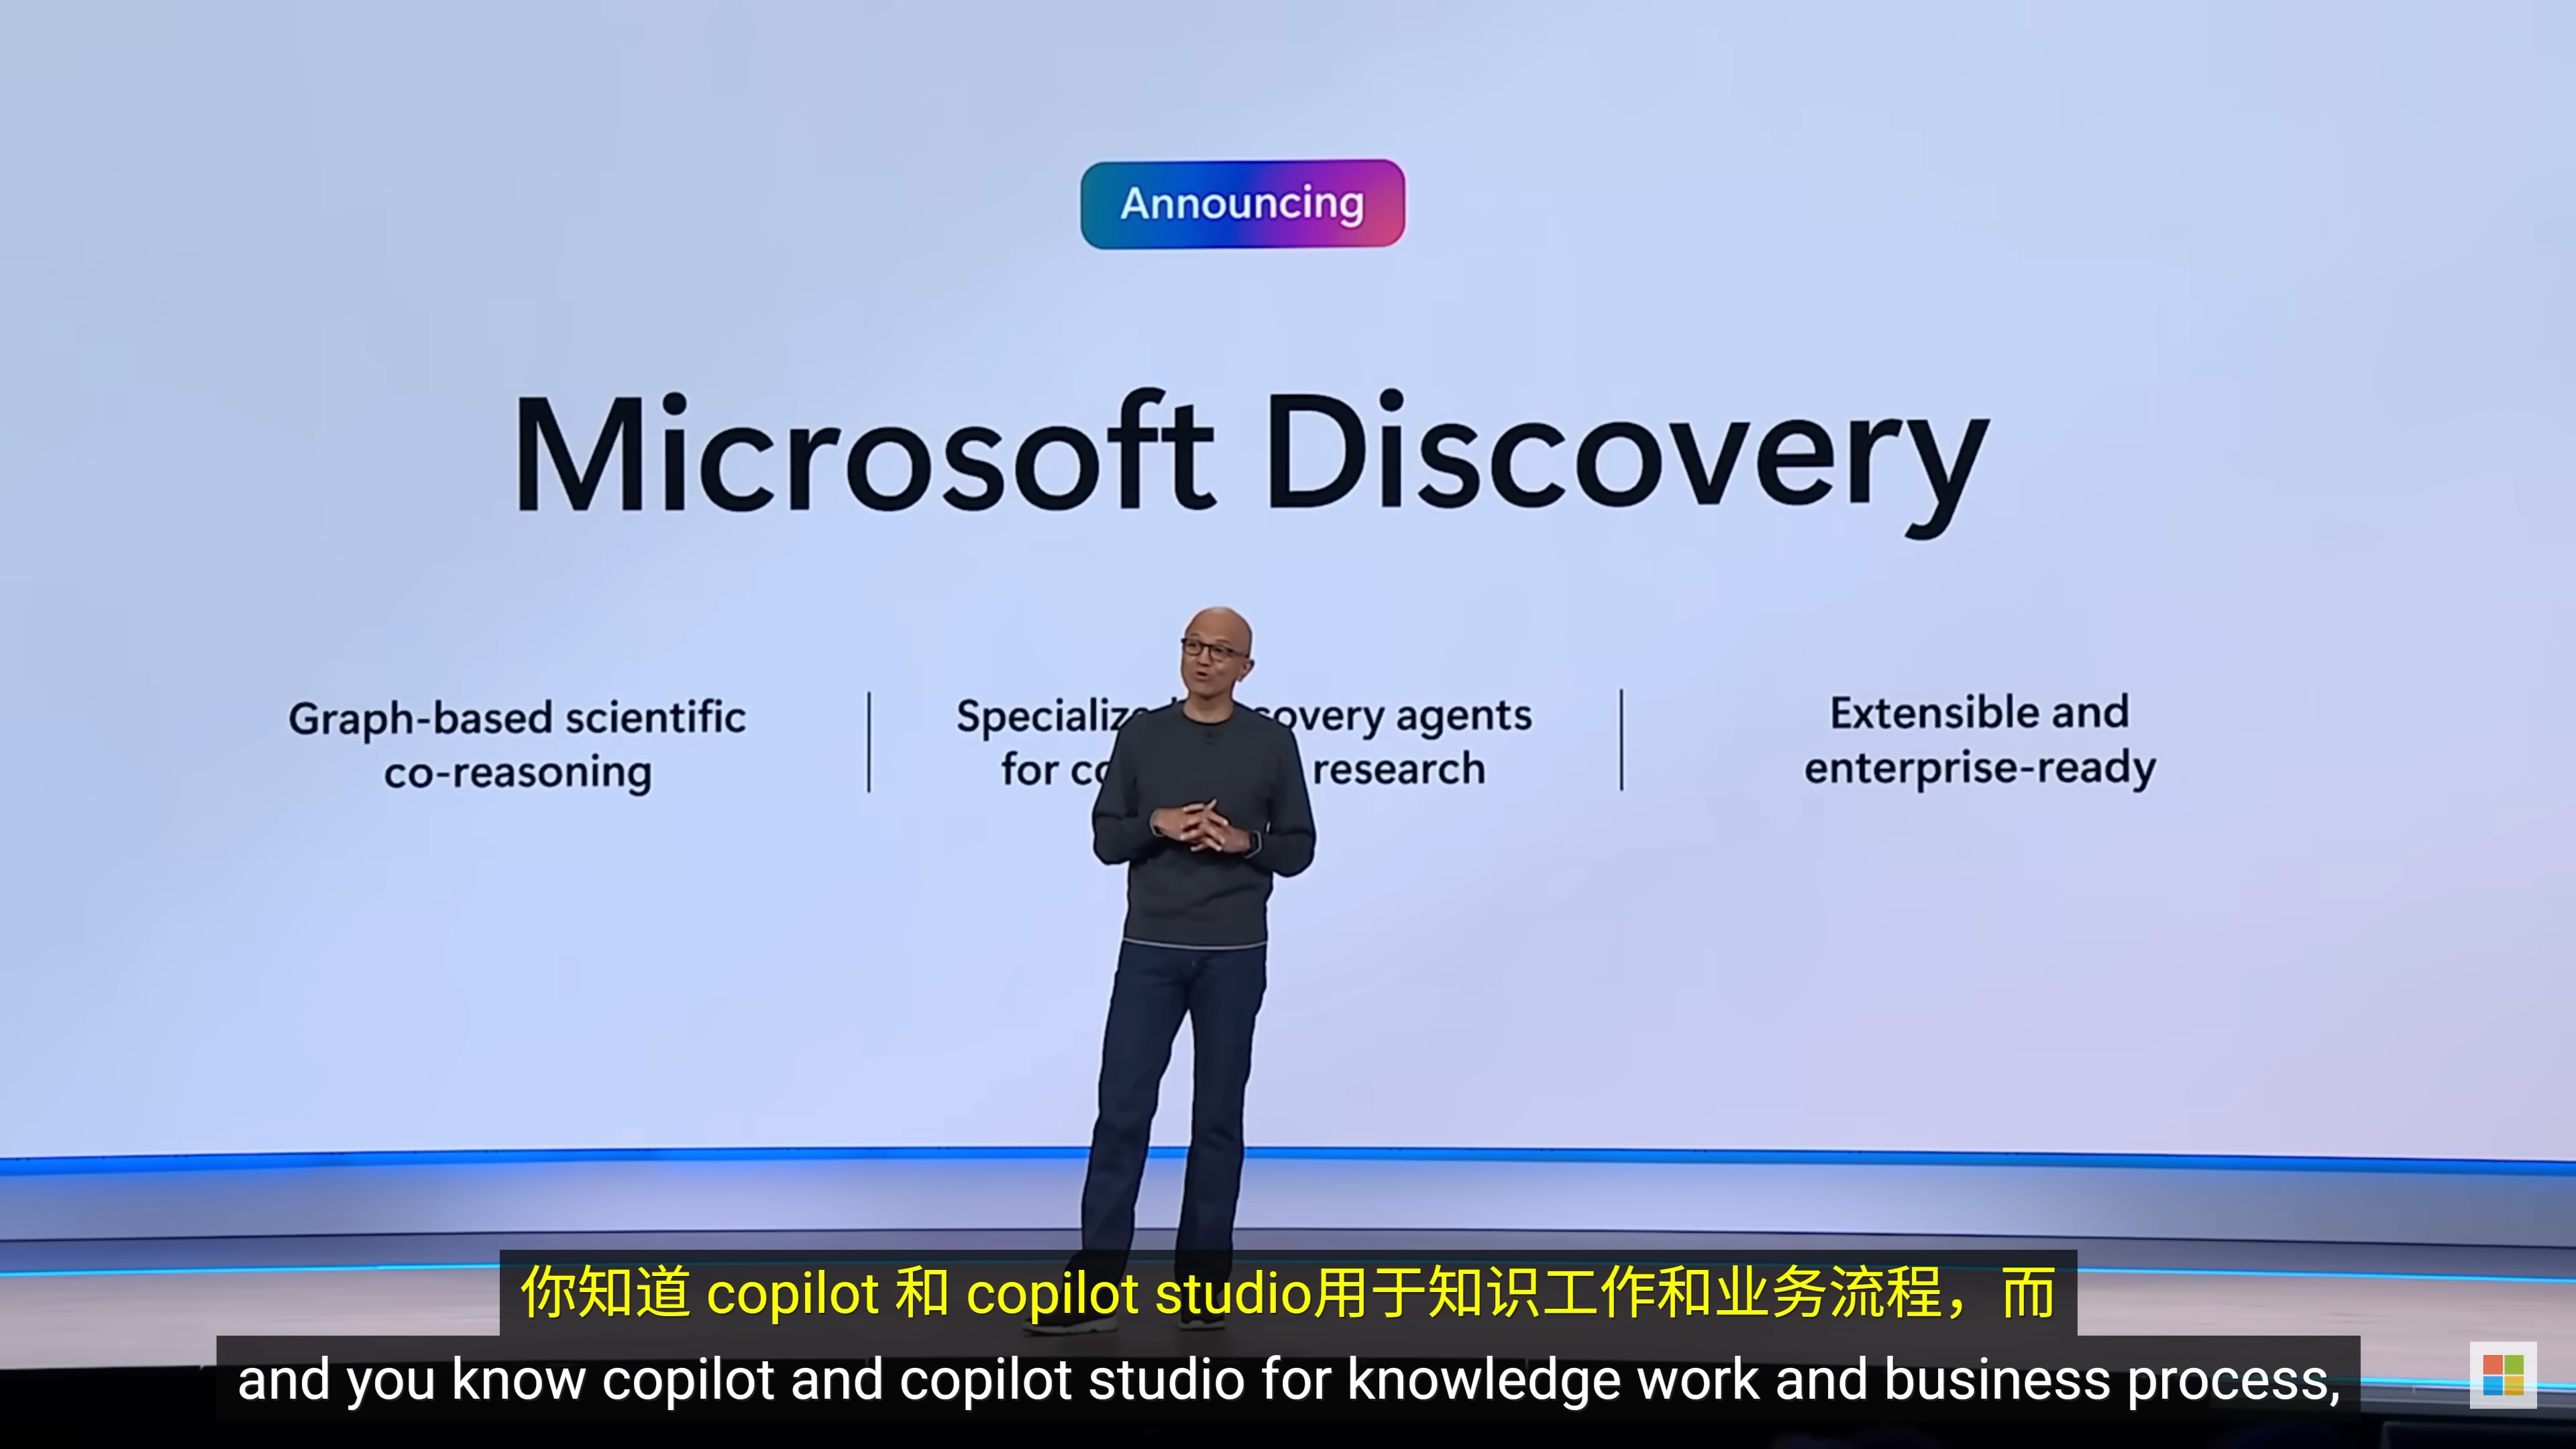 Announcing
Microsoft Discovery
Graph-based scientific
co-reasoning
agents
for research
Extensible and
enterprise-ready
你知道 copilot 和 copilot studio用于知识工作和业务流程，而
and you know copilot and copilot studio for knowledge work and business process,